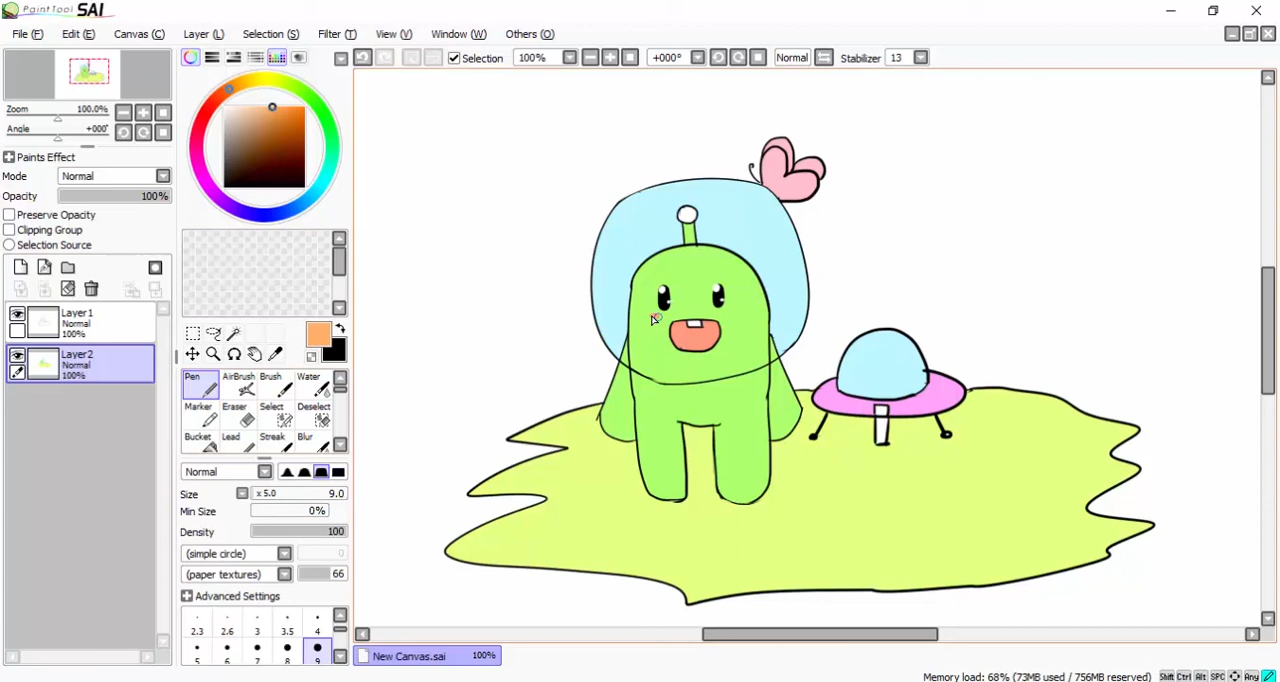 PaintTool SAI
File (F) Edit (E) Canvas (C) Layer (L) Selection (S) Filter (T) View (V) Window (W) Others (O)
Selection 100% +000° Normal Stabilizer 13
Zoom 100.0%
Angle +000°
Paints Effect
Mode Normal
Opacity 100%
Preserve Opacity
Clipping Group
Selection Source
Layer1
Normal
100%
Layer2
Normal
100%
Pen AirBrush Brush Water
Marker Eraser Select Deselect
Bucket Lead Streak Blur
Normal
Size x 5.0 9.0
Min Size 0%
Density 100
(simple circle) 0
(paper textures) 66
Advanced Settings
2.3 2.6 3 3.5 4
5 6 7 8 9
New Canvas.sai 100%
Memory load: 68% (73MB used / 756MB reserved) Shift Ctrl Alt SPC Any